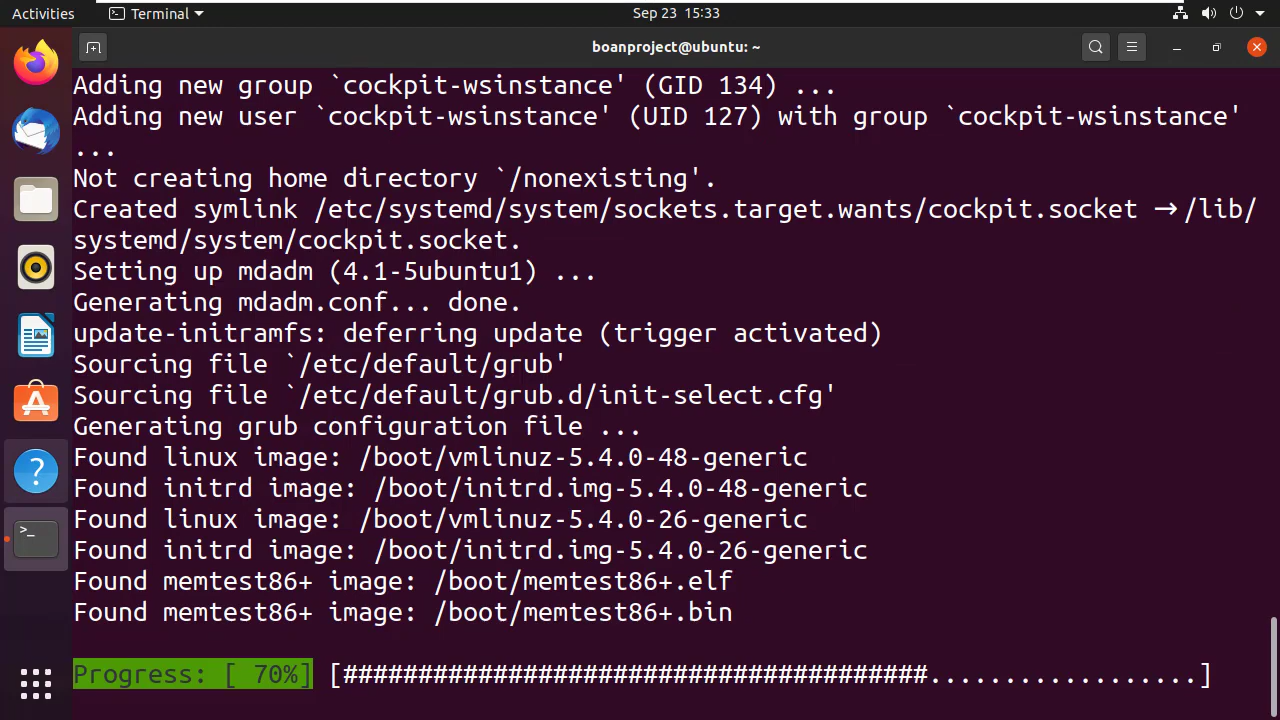 Activities
Terminal
Sep 23 15:33
boanproject@ubuntu: ~
Adding new group `cockpit-wsinstance' (GID 134) ...
Adding new user `cockpit-wsinstance' (UID 127) with group `cockpit-wsinstance'
...
Not creating home directory `/nonexisting'.
Created symlink /etc/systemd/system/sockets.target.wants/cockpit.socket → /lib/
systemd/system/cockpit.socket.
Setting up mdadm (4.1-5ubuntu1) ...
Generating mdadm.conf... done.
update-initramfs: deferring update (trigger activated)
Sourcing file `/etc/default/grub'
Sourcing file `/etc/default/grub.d/init-select.cfg'
Generating grub configuration file ...
Found linux image: /boot/vmlinuz-5.4.0-48-generic
Found initrd image: /boot/initrd.img-5.4.0-48-generic
Found linux image: /boot/vmlinuz-5.4.0-26-generic
Found initrd image: /boot/initrd.img-5.4.0-26-generic
Found memtest86+ image: /boot/memtest86+.elf
Found memtest86+ image: /boot/memtest86+.bin
Progress: [ 70%] [#######################################..................]